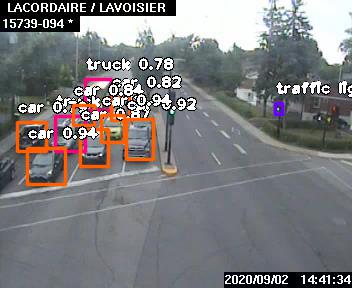 LACORDAIRE / LAVOISIER
15739-094 *
truck 0.78
car 0.82
car 0.84
car 0.94
0.92
car
0.87
car 0.94
traffic lig
2020/09/02 14:41:34